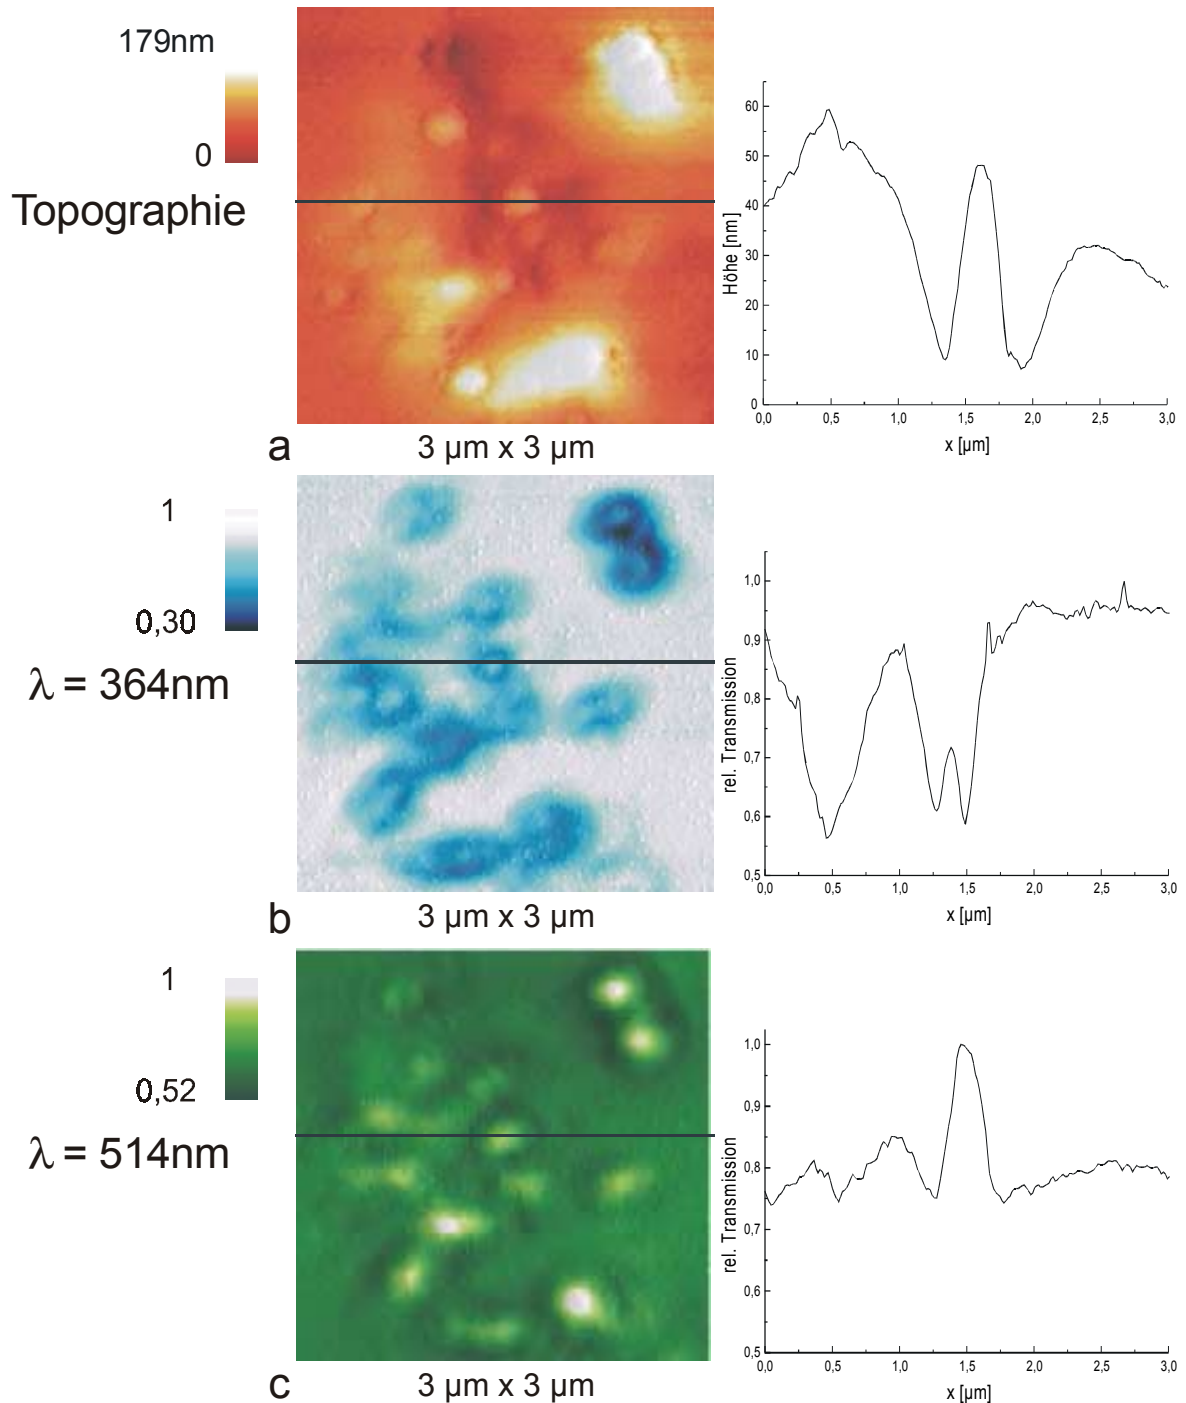 179nm
0
Topographie
3 µm x 3 µm
a
Höhe [nm]
60
50
40
30
20
10
0
0,0 0,5 1,0 1,5 2,0 2,5 3,0
x [µm]
1
0,30
λ = 364nm
3 µm x 3 µm
b
rel. Transmission
1,0
0,9
0,8
0,7
0,6
0,5
0,0 0,5 1,0 1,5 2,0 2,5 3,0
x [µm]
1
0,52
λ = 514nm
3 µm x 3 µm
c
rel. Transmission
1,0
0,9
0,8
0,7
0,6
0,5
0,0 0,5 1,0 1,5 2,0 2,5 3,0
x [µm]